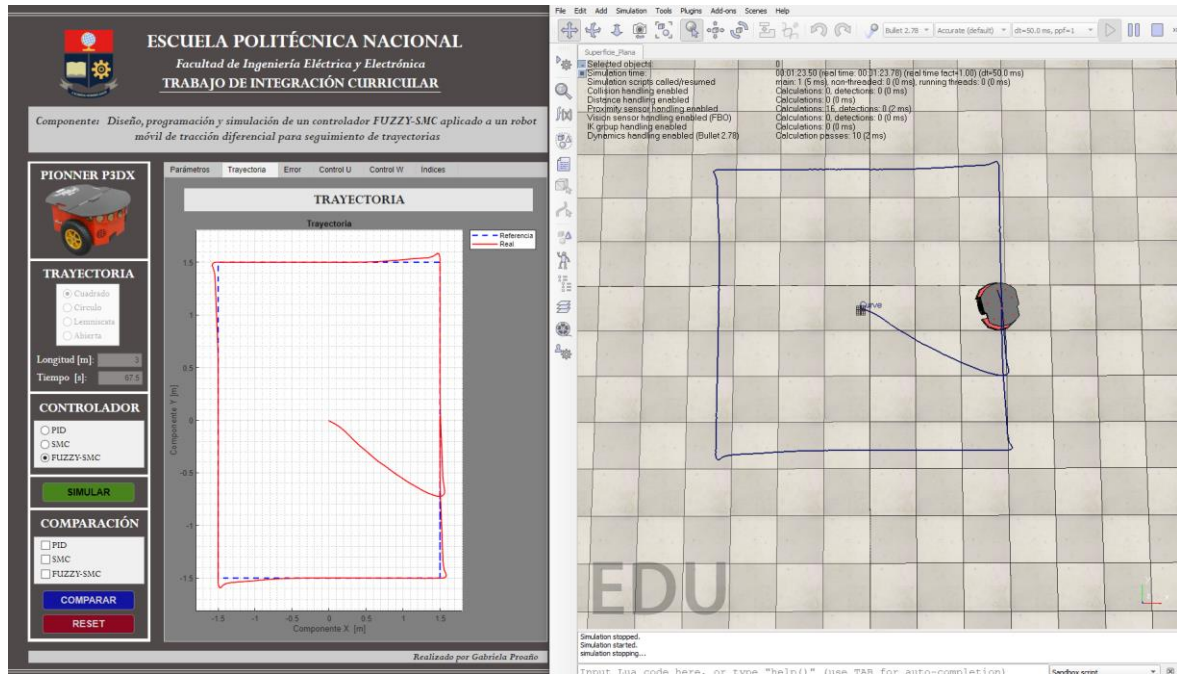 ESCUELA POLITÉCNICA NACIONAL
Facultad de Ingeniería Eléctrica y Electrónica
TRABAJO DE INTEGRACIÓN CURRICULAR
Componente: Diseño, programación y simulación de un controlador FUZZY-SMC aplicado a un robot
móvil de tracción diferencial para seguimiento de trayectorias
PIONNER P3DX
TRAYECTORIA
Cuadrado
Círculo
Lemniscata
Abierta
Longitud [m]: 3
Tiempo [s]: 67.5
CONTROLADOR
PID
SMC
FUZZY-SMC
SIMULAR
COMPARACIÓN
PID
SMC
FUZZY-SMC
COMPARAR
RESET
Parámetros Trayectoria Error Control U Control W Índices
TRAYECTORIA
Trayectoria
Referencia
Real
Componente Y [m]
1.5
1
0.5
0
-0.5
-1
-1.5
-1.5 -1 -0.5 0 0.5 1 1.5
Componente X [m]
Realizado por Gabriela Proaño
File Edit Add Simulation Tools Plugins Add-ons Scenes Help
Bullet 2.78 Accurate (default) dt=50.0 ms, ppf=1
Superficie_Plana
Selected objects: 0
Simulation time: 00:01:23.50 (real time: 00:01:23.78) (real time fact=1.00) (dt=50.0 ms)
Simulation scripts called/resumed main: 1 (5 ms), non-threaded: 0 (0 ms), running threads: 0 (0 ms)
Collision handling enabled Calculations: 0, detections: 0 (0 ms)
Distance handling enabled Calculations: 0 (0 ms)
Proximity sensor handling enabled Calculations: 16, detections: 0 (2 ms)
Vision sensor handling enabled (FBO) Calculations: 0, detections: 0 (0 ms)
IK group handling enabled Calculations: 0 (0 ms)
Dynamics handling enabled (Bullet 2.78) Calculation passes: 10 (2 ms)
Curve
EDU
Simulation stopped.
Simulation started.
simulation stopping...
Input Lua code here, or type "help()" (use TAB for auto-completion) Sandbox script